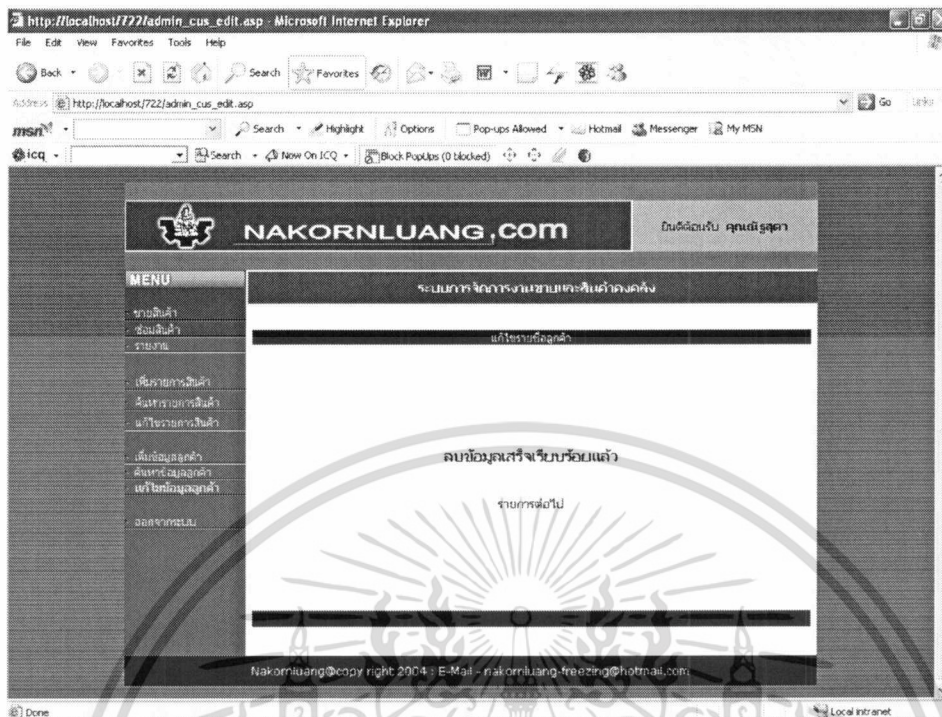 http://localhost/722/admin_cus_edit.asp - Microsoft Internet Explorer
File Edit View Favorites Tools Help
Back Search Favorites
Address http://localhost/722/admin_cus_edit.asp Go Links
msn Search Highlight Options Pop-ups Allowed Hotmail Messenger My MSN
icq Search Now On ICQ Block PopUps (0 blocked)
NAKORNLUANG.com
ยินดีต้อนรับ คุณณัฐสุดา
MENU
ระบบการจัดการงานขายและสินค้าคงคลัง
ขายสินค้า
ซ่อมสินค้า
รายงาน
แก้ไขรายชื่อลูกค้า
เพิ่มรายการสินค้า
ค้นหารายการสินค้า
แก้ไขรายการสินค้า
เพิ่มข้อมูลลูกค้า
ค้นหาข้อมูลลูกค้า
แก้ไขข้อมูลลูกค้า
ออกจากระบบ
ลบข้อมูลเสร็จเรียบร้อยแล้ว
รายการต่อไป
Nakornluang@copy right 2004 : E-Mail - nakornluang-freezing@hotmail.com
Done Local intranet